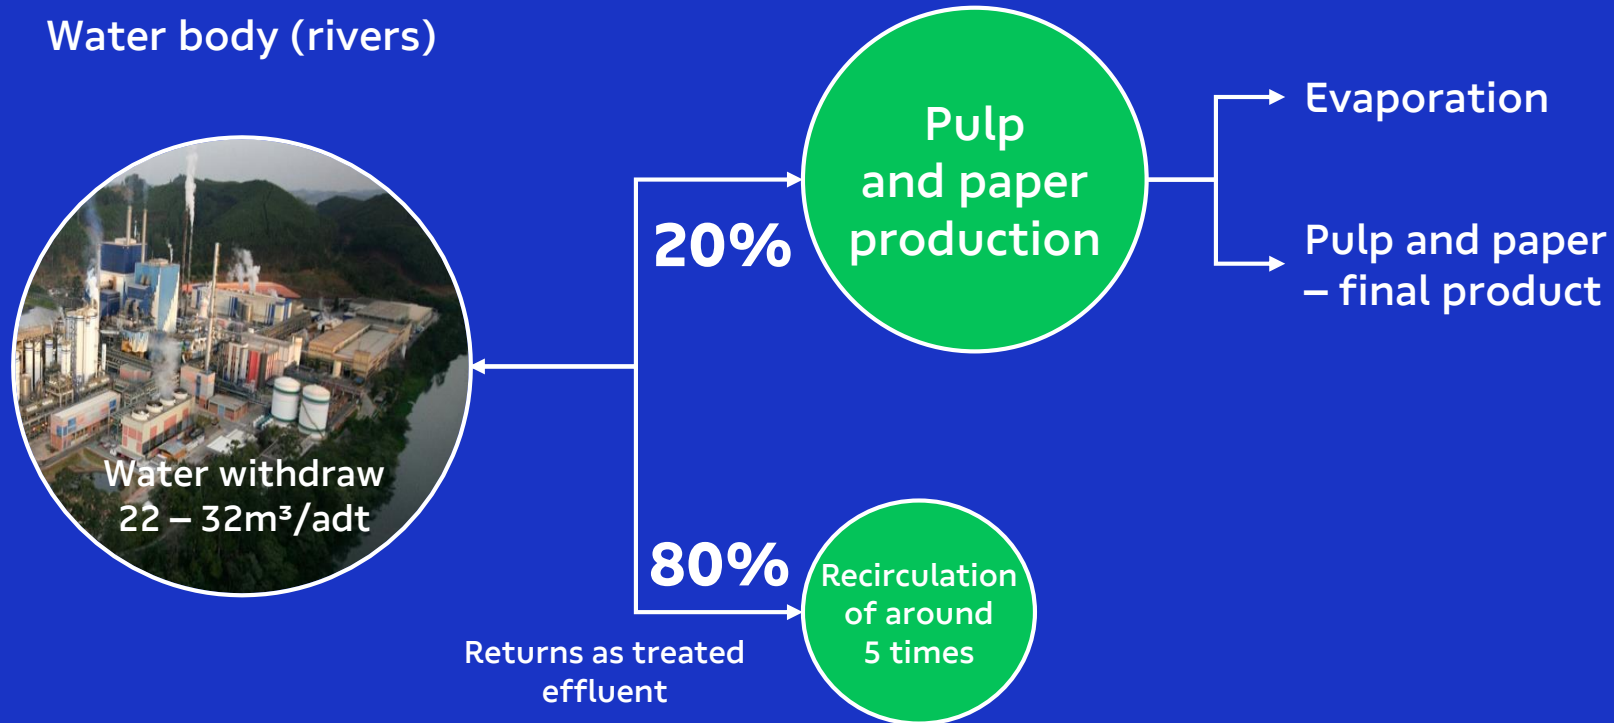 Water body (rivers)
Water withdraw
22 – 32m³/adt
20%
Pulp
and paper
production
Evaporation
Pulp and paper
– final product
80%
Returns as treated
effluent
Recirculation
of around
5 times